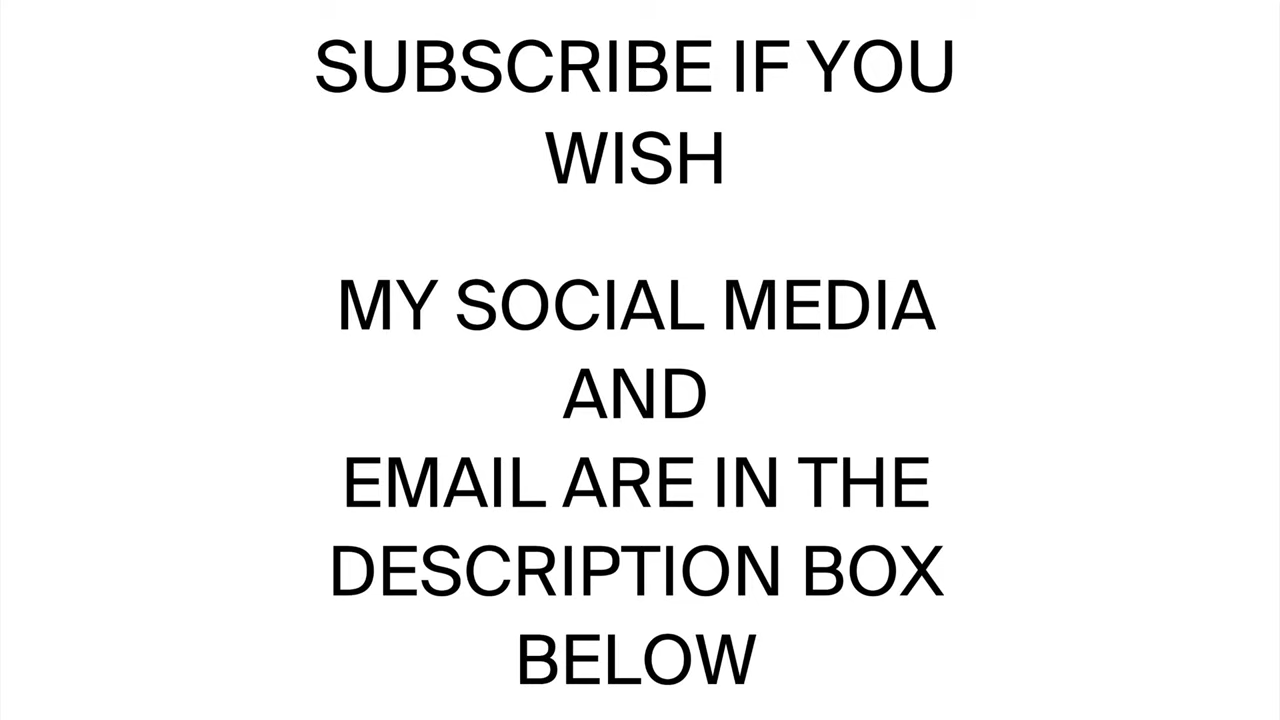 SUBSCRIBE IF YOU
WISH
MY SOCIAL MEDIA
AND
EMAIL ARE IN THE
DESCRIPTION BOX
BELOW